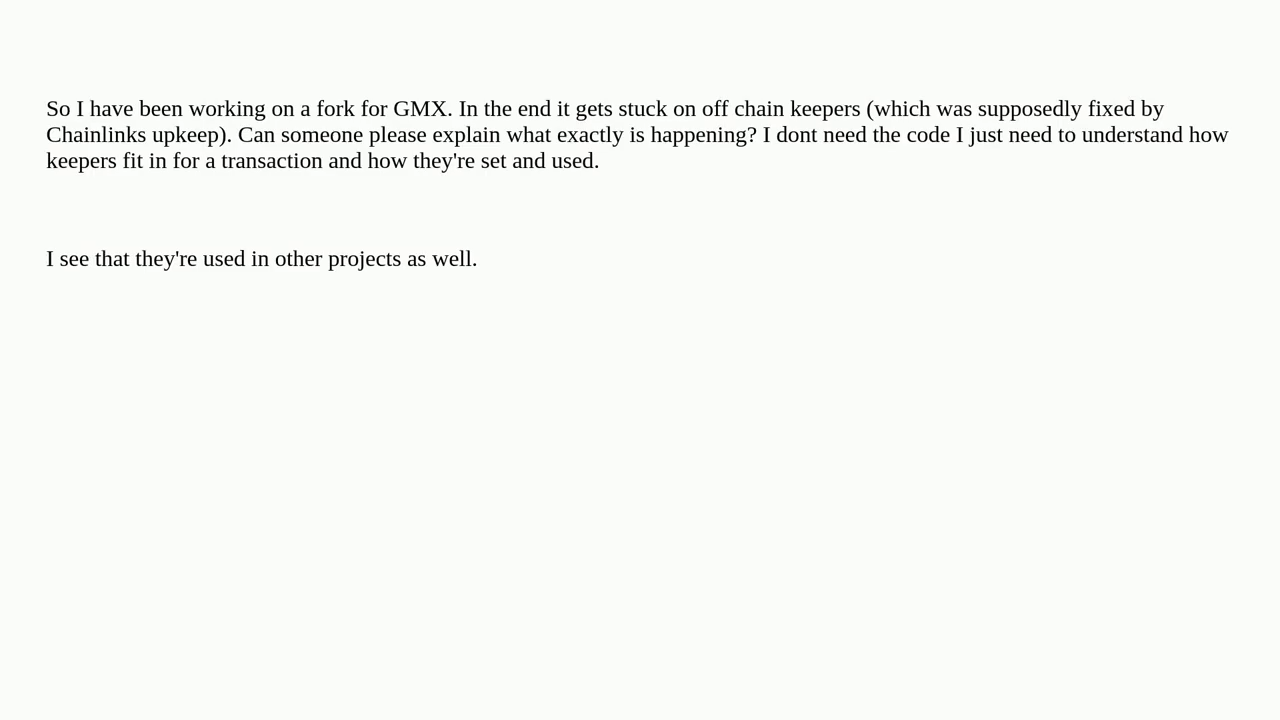 So I have been working on a fork for GMX. In the end it gets stuck on off chain keepers (which was supposedly fixed by
Chainlinks upkeep). Can someone please explain what exactly is happening? I dont need the code I just need to understand how
keepers fit in for a transaction and how they're set and used.
I see that they're used in other projects as well.